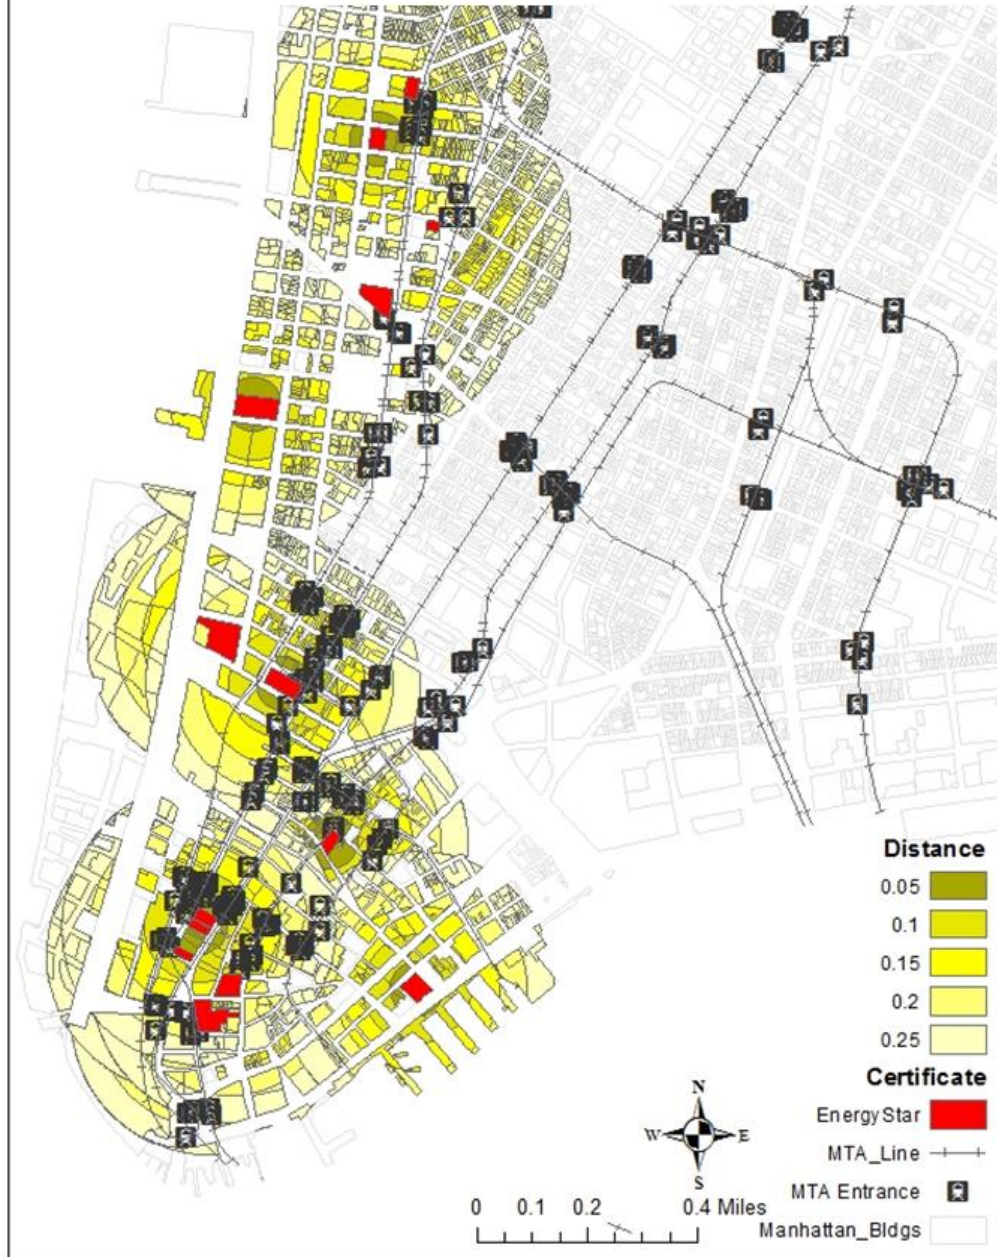 Distance
0.05
0.1
0.15
0.2
0.25
Certificate
EnergyStar
MTA_Line
MTA Entrance
Manhattan_Bldgs
N
W E
S
0 0.1 0.2 0.4 Miles